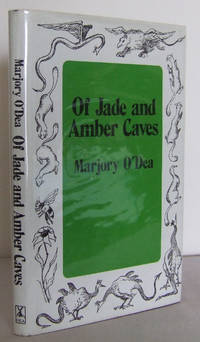 Marjory O'Dea Of Jade and Amber Caves
Of Jade and
Amber Caves
Marjory O'Dea